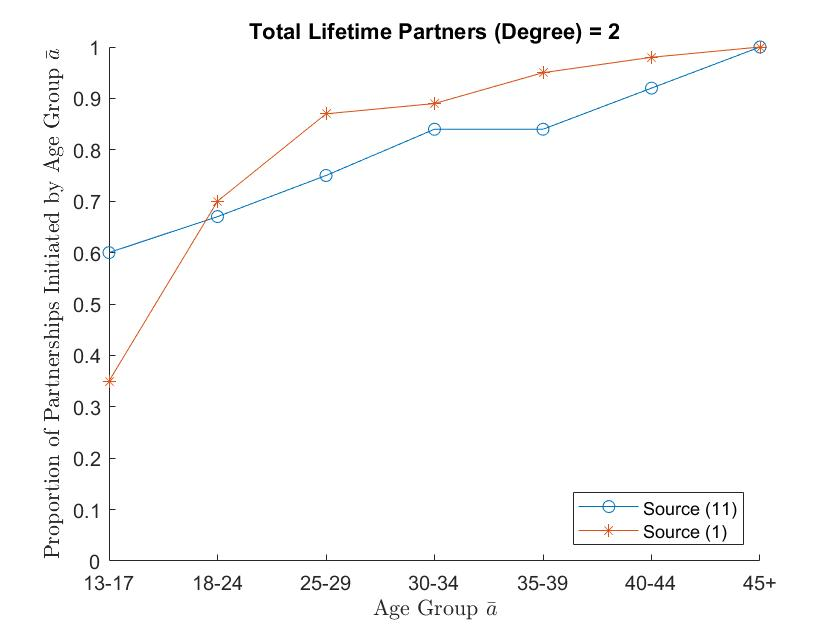 Total Lifetime Partners (Degree) = 2
Proportion of Partnerships Initiated by Age Group ā
1
0.9
0.8
0.7
0.6
0.5
0.4
0.3
0.2
0.1
0
13-17 18-24 25-29 30-34 35-39 40-44 45+
Age Group ā
Source (11)
Source (1)